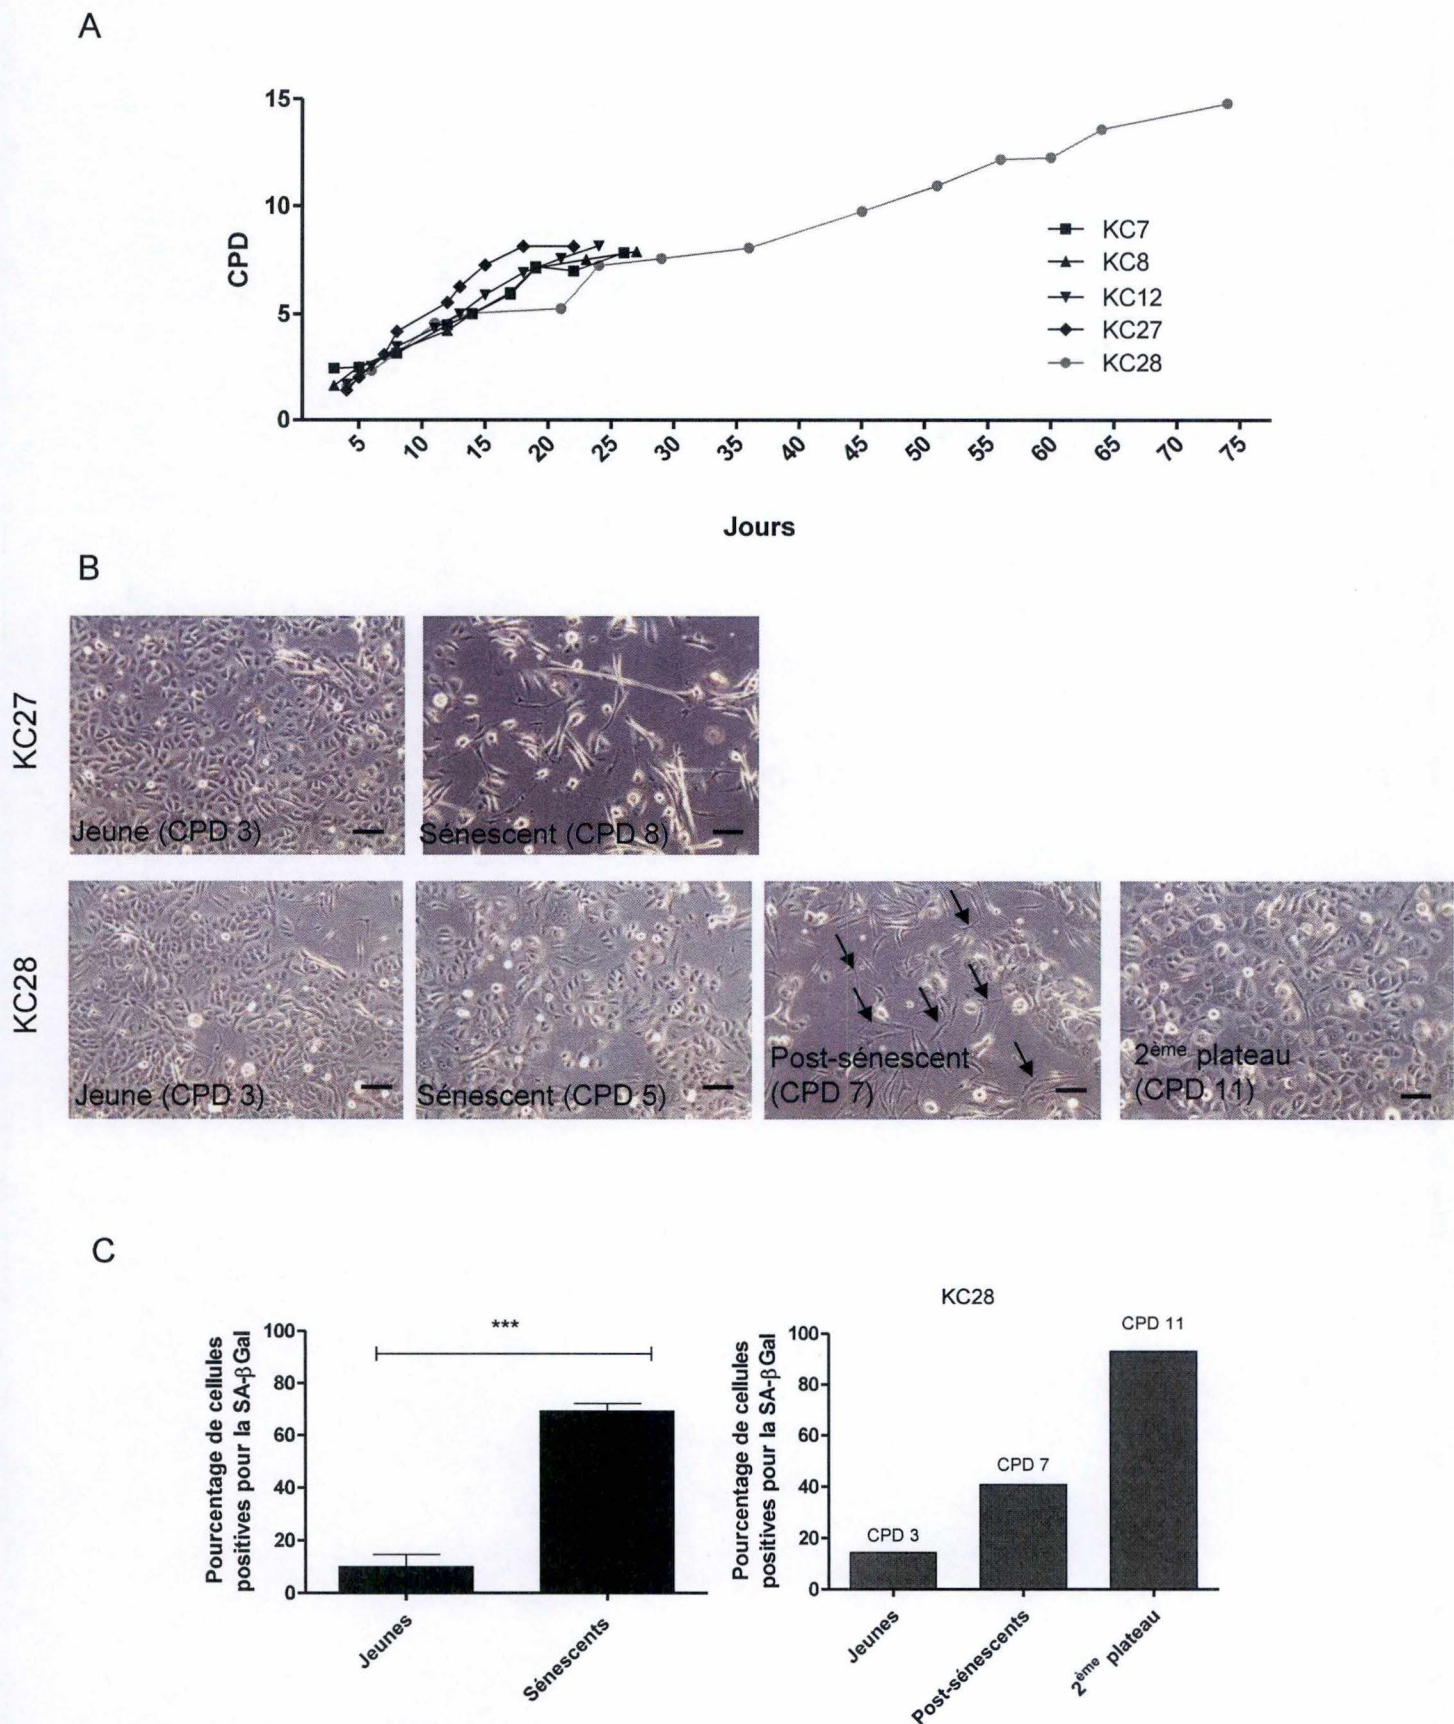 A
15
10
5
0
CPD
5 10 15 20 25 30 35 40 45 50 55 60 65 70 75
Jours
KC7
KC8
KC12
KC27
KC28
B
KC27
Jeune (CPD 3)
Sénescent (CPD 8)
KC28
Jeune (CPD 3)
Sénescent (CPD 5)
Post-sénescent
(CPD 7)
2ème plateau
(CPD 11)
C
Pourcentage de cellules
positives pour la SA-βGal
100
80
60
40
20
0
***
Jeunes
Sénescents
KC28
Pourcentage de cellules
positives pour la SA-βGal
100
80
60
40
20
0
CPD 3
CPD 7
CPD 11
Jeunes
Post-sénescents
2ème plateau